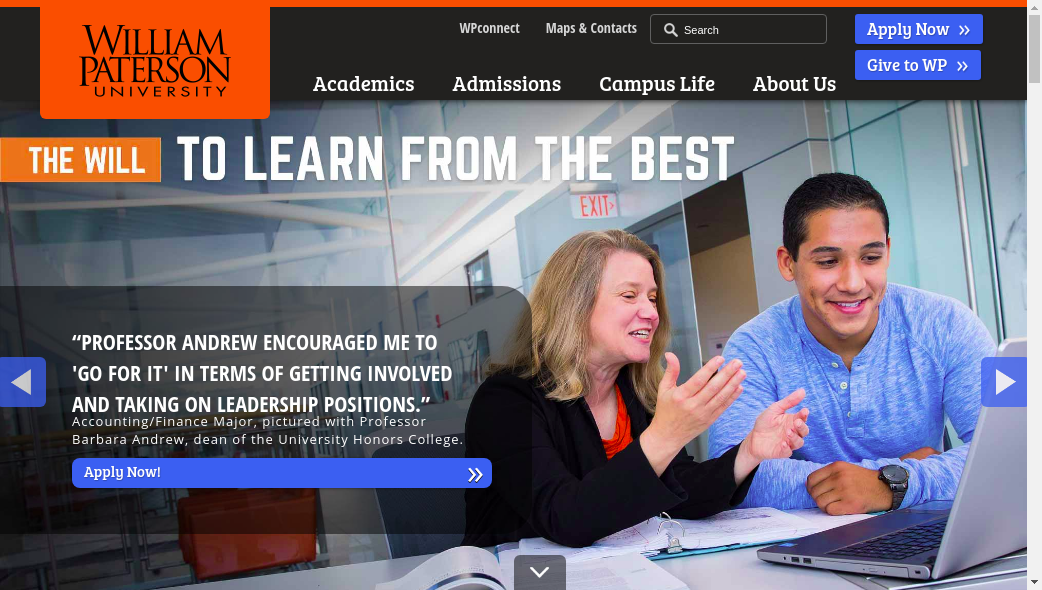 WILLIAM
PATERSON
UNIVERSITY
WPconnect
Maps & Contacts
Search
Apply Now
Give to WP
Academics
Admissions
Campus Life
About Us
THE WILL TO LEARN FROM THE BEST
EXIT
“PROFESSOR ANDREW ENCOURAGED ME TO
'GO FOR IT' IN TERMS OF GETTING INVOLVED
AND TAKING ON LEADERSHIP POSITIONS.”
Accounting/Finance Major, pictured with Professor
Barbara Andrew, dean of the University Honors College.
Apply Now!